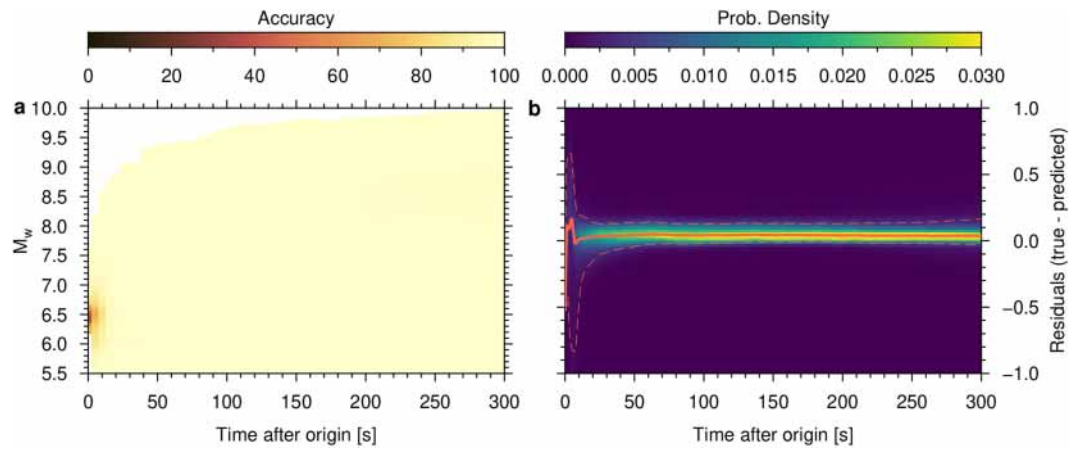 Accuracy
0 20 40 60 80 100
Prob. Density
0.000 0.005 0.010 0.015 0.020 0.025 0.030
a
10.0
9.5
9.0
8.5
8.0
7.5
7.0
6.5
6.0
5.5
Mw
0 50 100 150 200 250 300
Time after origin [s]
b
1.0
0.5
0.0
−0.5
−1.0
Residuals (true - predicted)
0 50 100 150 200 250 300
Time after origin [s]